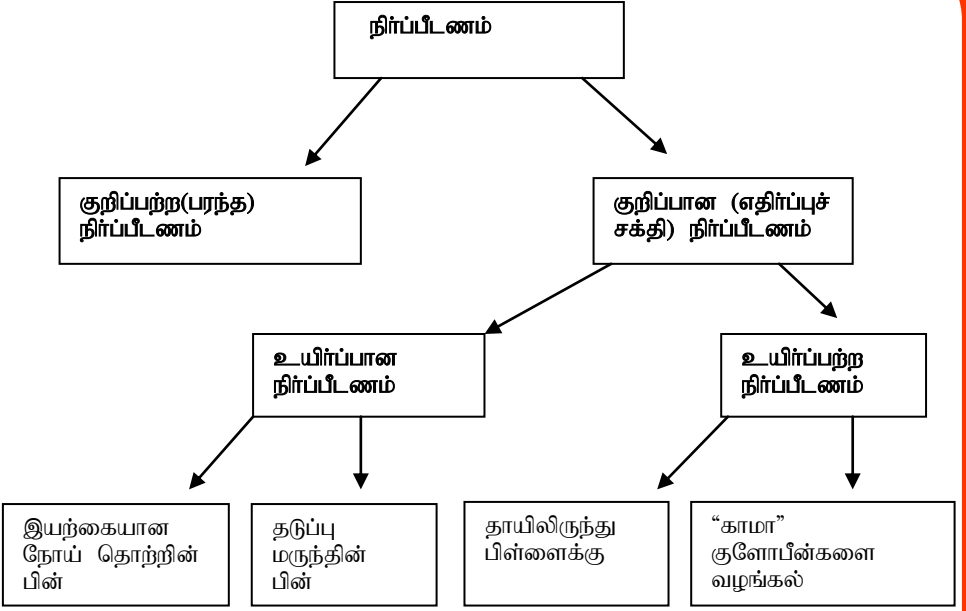 நிர்ப்பீடணம்
குறிப்பற்ற(பரந்த)
நிர்ப்பீடணம்
குறிப்பான (எதிர்ப்புச்
சக்தி) நிர்ப்பீடணம்
உயிர்ப்பான
நிர்ப்பீடணம்
உயிர்ப்பற்ற
நிர்ப்பீடணம்
இயற்கையான
நோய் தொற்றின்
பின்
தடுப்பு
மருந்தின்
பின்
தாயிலிருந்து
பிள்ளைக்கு
“காமா”
குளோபீன்களை
வழங்கல்